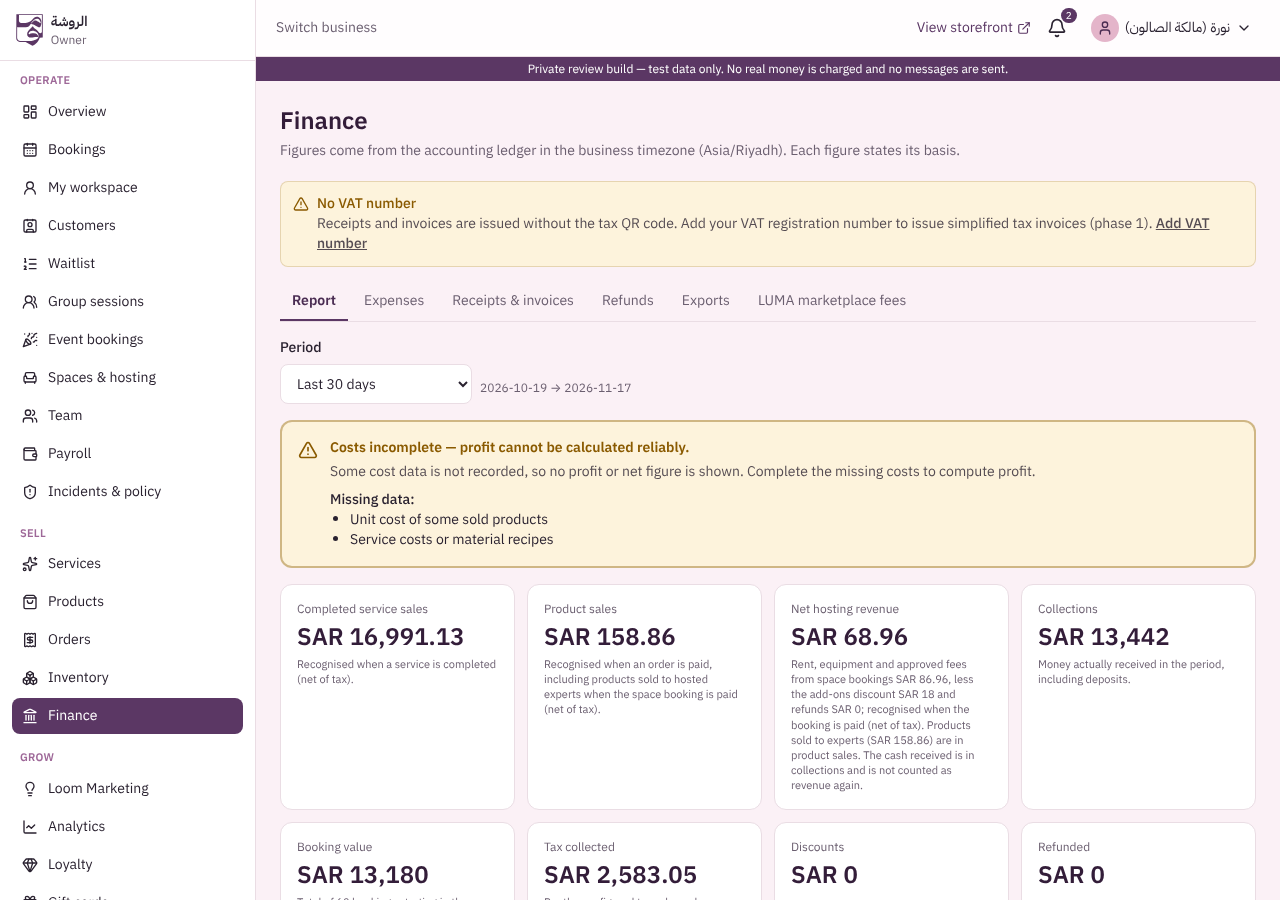 الروشة
Owner
Switch business
View storefront
2
نورة (مالكة الصالون)
Private review build — test data only. No real money is charged and no messages are sent.
OPERATE
Overview
Bookings
My workspace
Customers
Waitlist
Group sessions
Event bookings
Spaces & hosting
Team
Payroll
Incidents & policy
SELL
Services
Products
Orders
Inventory
Finance
GROW
Loom Marketing
Analytics
Loyalty
Finance
Figures come from the accounting ledger in the business timezone (Asia/Riyadh). Each figure states its basis.
No VAT number
Receipts and invoices are issued without the tax QR code. Add your VAT registration number to issue simplified tax invoices (phase 1). Add VAT
number
Report
Expenses
Receipts & invoices
Refunds
Exports
LUMA marketplace fees
Period
Last 30 days
2026-10-19 → 2026-11-17
Costs incomplete — profit cannot be calculated reliably.
Some cost data is not recorded, so no profit or net figure is shown. Complete the missing costs to compute profit.
Missing data:
Unit cost of some sold products
Service costs or material recipes
Completed service sales
SAR 16,991.13
Recognised when a service is completed
(net of tax).
Product sales
SAR 158.86
Recognised when an order is paid,
including products sold to hosted
experts when the space booking is paid
(net of tax).
Net hosting revenue
SAR 68.96
Rent, equipment and approved fees
from space bookings SAR 86.96, less
the add-ons discount SAR 18 and
refunds SAR 0; recognised when the
booking is paid (net of tax). Products
sold to experts (SAR 158.86) are in
product sales. The cash received is in
collections and is not counted as
revenue again.
Collections
SAR 13,442
Money actually received in the period,
including deposits.
Booking value
SAR 13,180
Tax collected
SAR 2,583.05
Discounts
SAR 0
Refunded
SAR 0